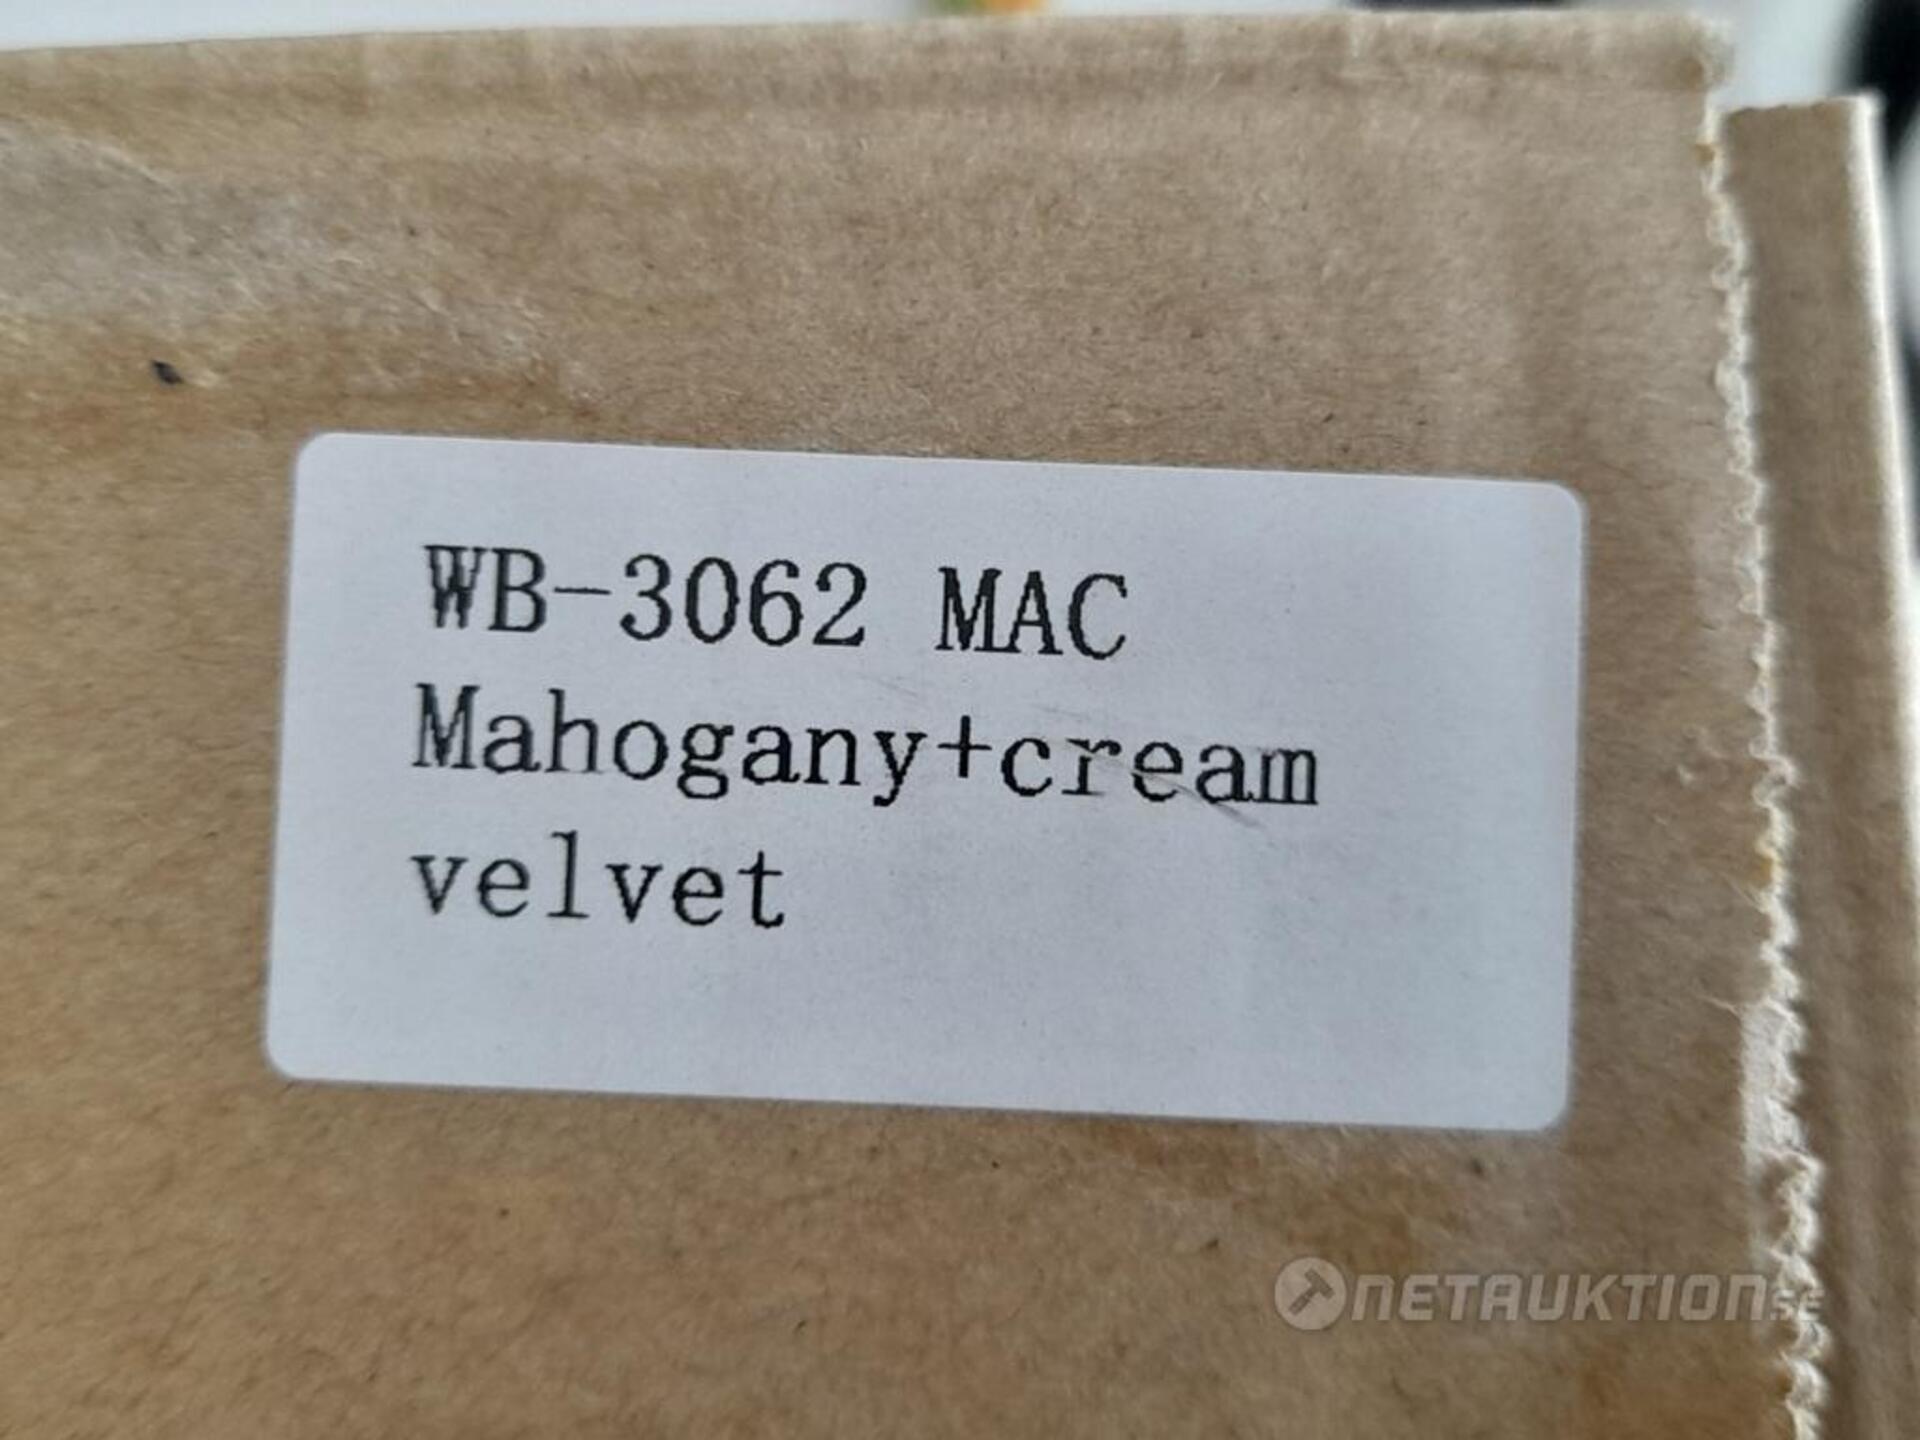 WB-3062 MAC
Mahogany+cream
velvet
NETAUKTION.SE